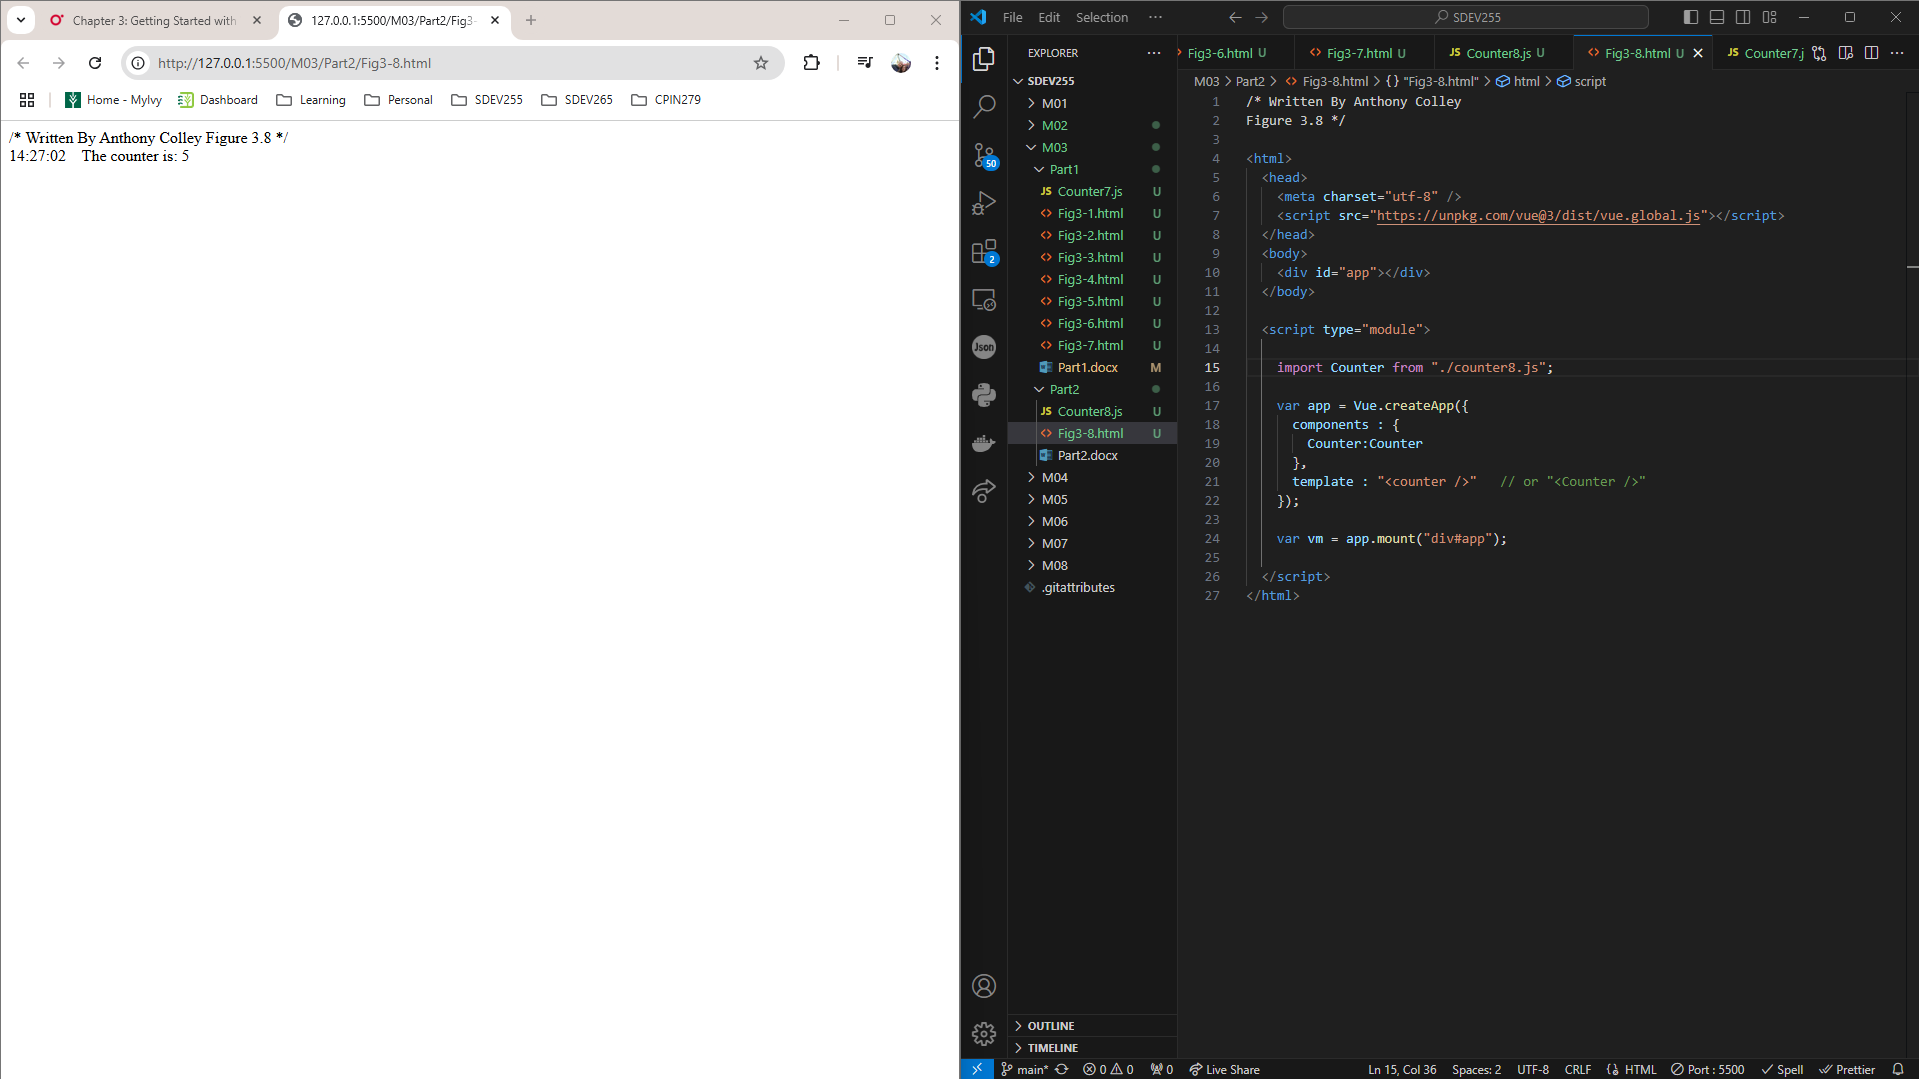 Chapter 3: Getting Started with
127.0.0.1:5500/M03/Part2/Fig3-
http://127.0.0.1:5500/M03/Part2/Fig3-8.html
Home - MyIvy
Dashboard
Learning
Personal
SDEV255
SDEV265
CPIN279
/* Written By Anthony Colley Figure 3.8 */
14:27:02    The counter is: 5
File Edit Selection ···
SDEV255
EXPLORER
SDEV255
M01
M02
M03
Part1
JS Counter7.js U
Fig3-1.html U
Fig3-2.html U
Fig3-3.html U
Fig3-4.html U
Fig3-5.html U
Fig3-6.html U
Fig3-7.html U
Part1.docx M
Part2
JS Counter8.js U
Fig3-8.html U
Part2.docx
M04
M05
M06
M07
M08
.gitattributes
OUTLINE
TIMELINE
50
2
Json
Fig3-6.html U
Fig3-7.html U
JS Counter8.js U
Fig3-8.html U
JS Counter7.j
M03 > Part2 > Fig3-8.html > {} "Fig3-8.html" > html > script
1 /* Written By Anthony Colley
2 Figure 3.8 */
3
4 <html>
5 <head>
6 <meta charset="utf-8" />
7 <script src="https://unpkg.com/vue@3/dist/vue.global.js"></script>
8 </head>
9 <body>
10 <div id="app"></div>
11 </body>
12
13 <script type="module">
14
15 import Counter from "./counter8.js";
16
17 var app = Vue.createApp({
18 components : {
19 Counter:Counter
20 },
21 template : "<counter />"   // or "<Counter />"
22 });
23
24 var vm = app.mount("div#app");
25
26 </script>
27 </html>
main* 0 0 0 Live Share
Ln 15, Col 36 Spaces: 2 UTF-8 CRLF {} HTML Port : 5500 Spell Prettier